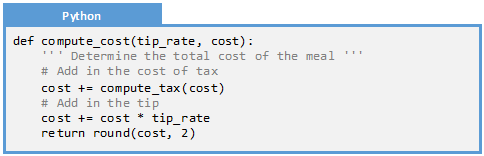 Python
def compute_cost(tip_rate, cost):
    ''' Determine the total cost of the meal '''
    # Add in the cost of tax
    cost += compute_tax(cost)
    # Add in the tip
    cost += cost * tip_rate
    return round(cost, 2)